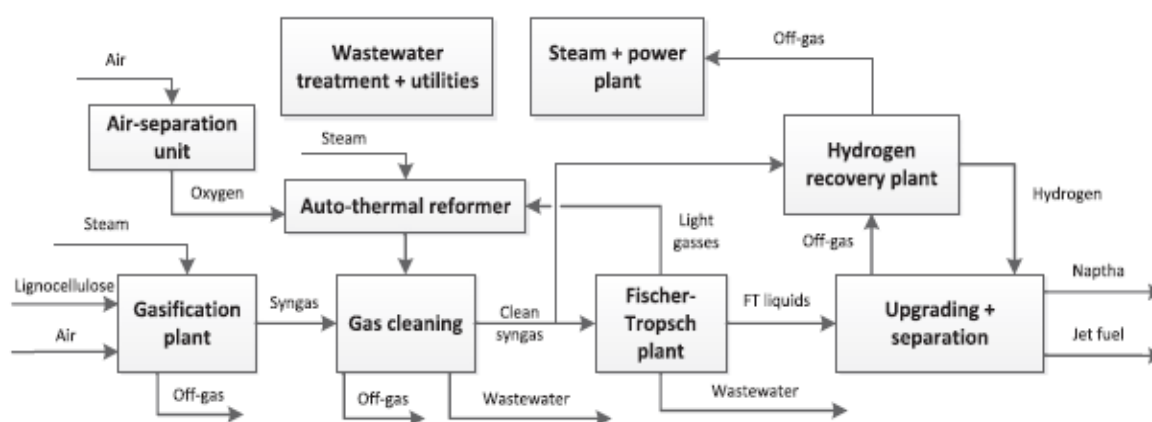 Off-gas
Wastewater
treatment + utilities
Steam + power
plant
Air
Air-separation
unit
Steam
Hydrogen
recovery plant
Oxygen
Auto-thermal reformer
Hydrogen
Light
gasses
Steam
Off-gas
Lignocellulose
Gasification
plant
Syngas
Gas cleaning
Clean
syngas
Fischer-
Tropsch
plant
FT liquids
Upgrading +
separation
Naptha
Air
Jet fuel
Off-gas
Off-gas
Wastewater
Wastewater